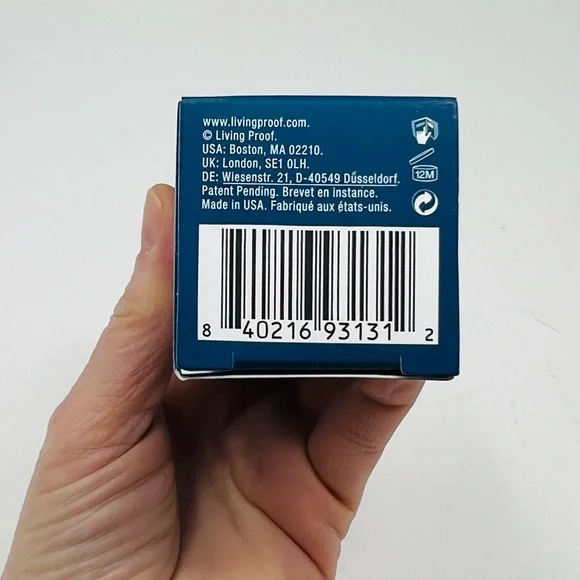 www.livingproof.com.
© Living Proof.
USA: Boston, MA 02210.
UK: London, SE1 0LH.
DE: Wiesenstr. 21, D-40549 Düsseldorf.
Patent Pending. Brevet en instance.
Made in USA. Fabriqué aux états-unis.
12M
8 40216 93131 2